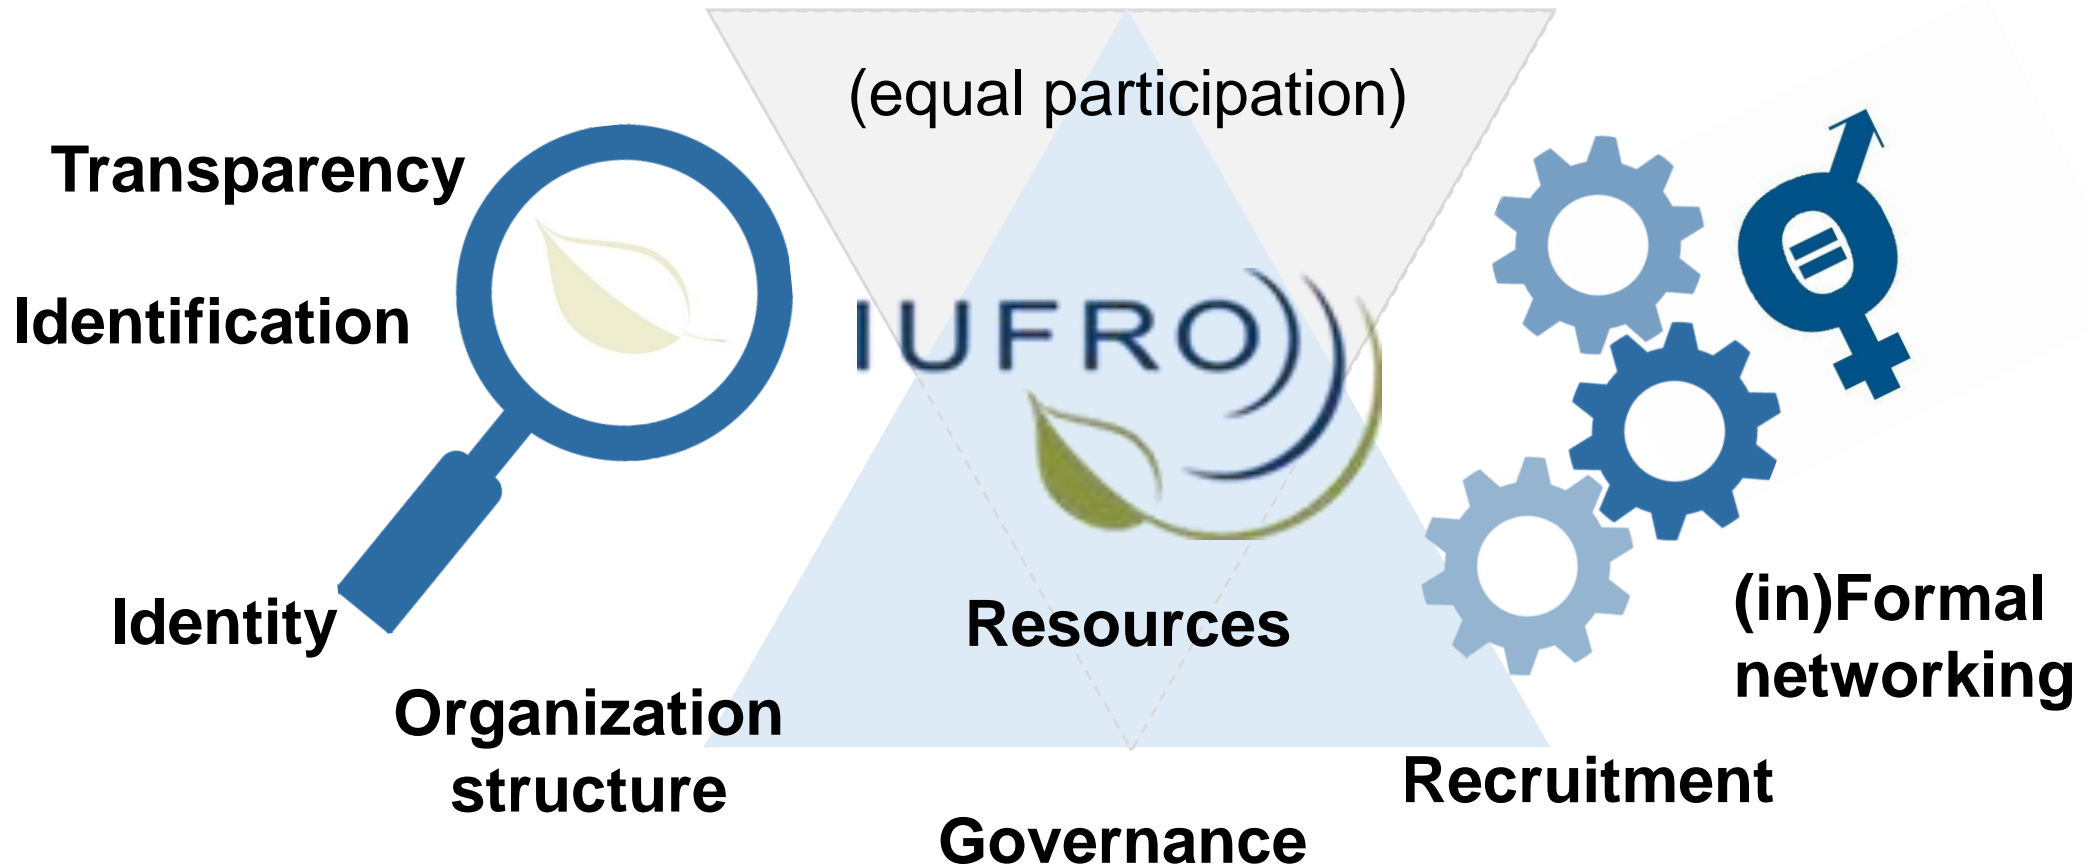 (equal participation)
Transparency
Identification
IUFRO
Identity
Resources
(in)Formal
networking
Organization
structure
Recruitment
Governance